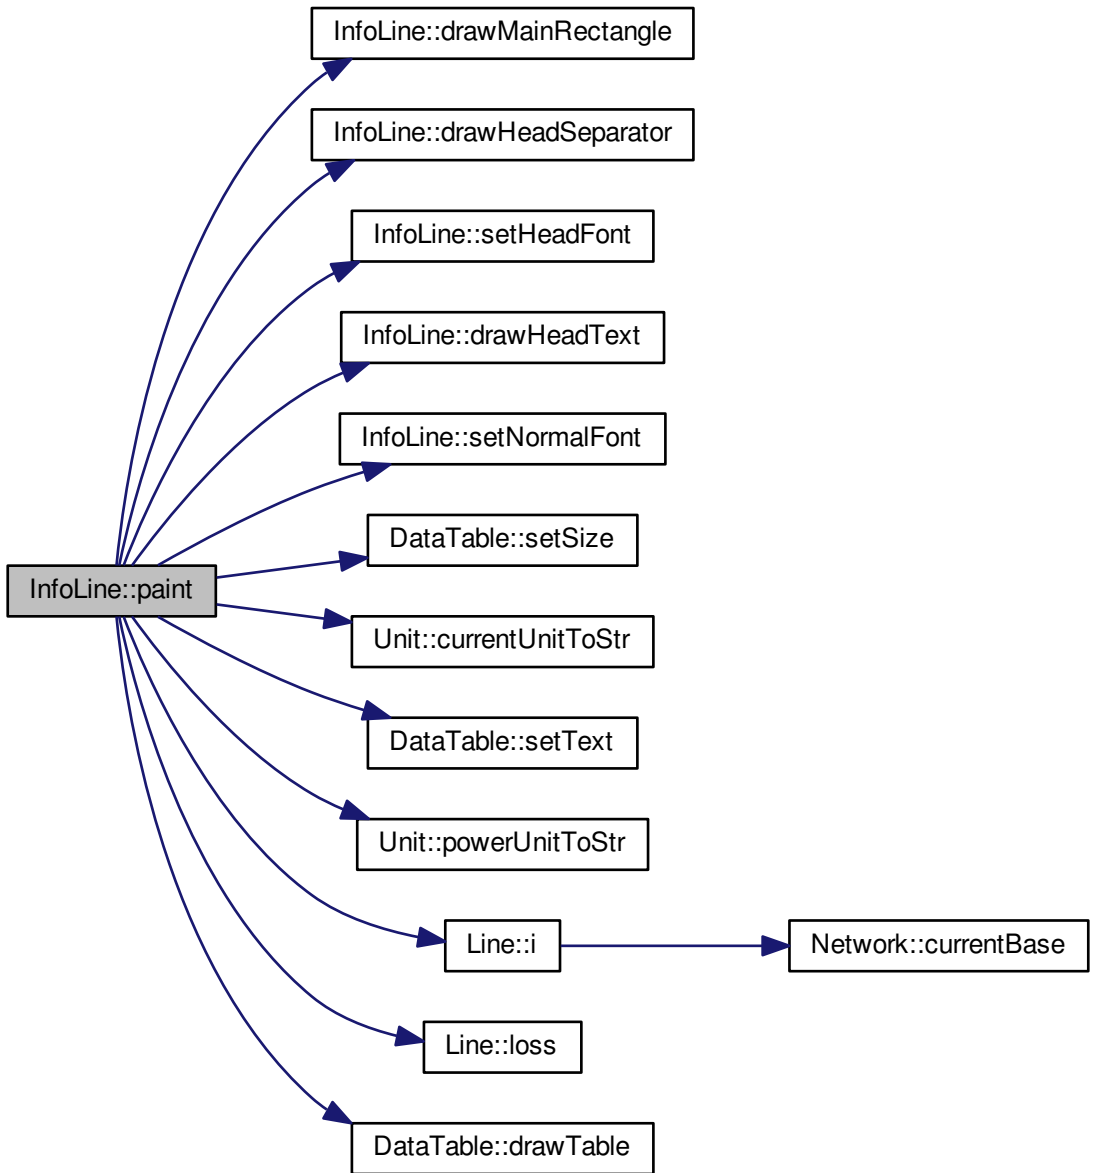 InfoLine::drawMainRectangle
InfoLine::drawHeadSeparator
InfoLine::setHeadFont
InfoLine::drawHeadText
InfoLine::setNormalFont
DataTable::setSize
InfoLine::paint
Unit::currentUnitToStr
DataTable::setText
Unit::powerUnitToStr
Line::i
Network::currentBase
Line::loss
DataTable::drawTable